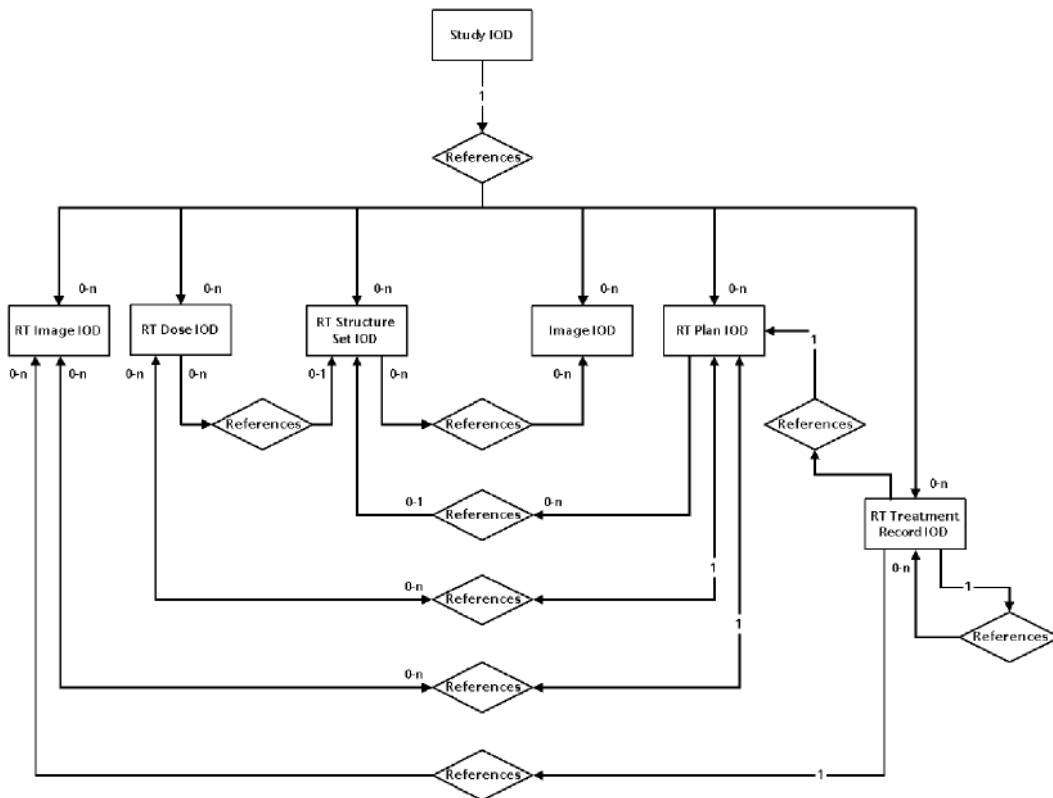 Study IOD
1
References
0-n
0-n
0-n
0-n
0-n
0-n
RT Image IOD
RT Dose IOD
RT Structure
Set IOD
Image IOD
RT Plan IOD
1
0-n
0-n
0-n
0-n
0-1
0-n
0-n
References
References
References
0-n
0-1
References
0-n
RT Treatment
Record IOD
0-n
1
1
0-n
References
References
1
0-n
References
References
1